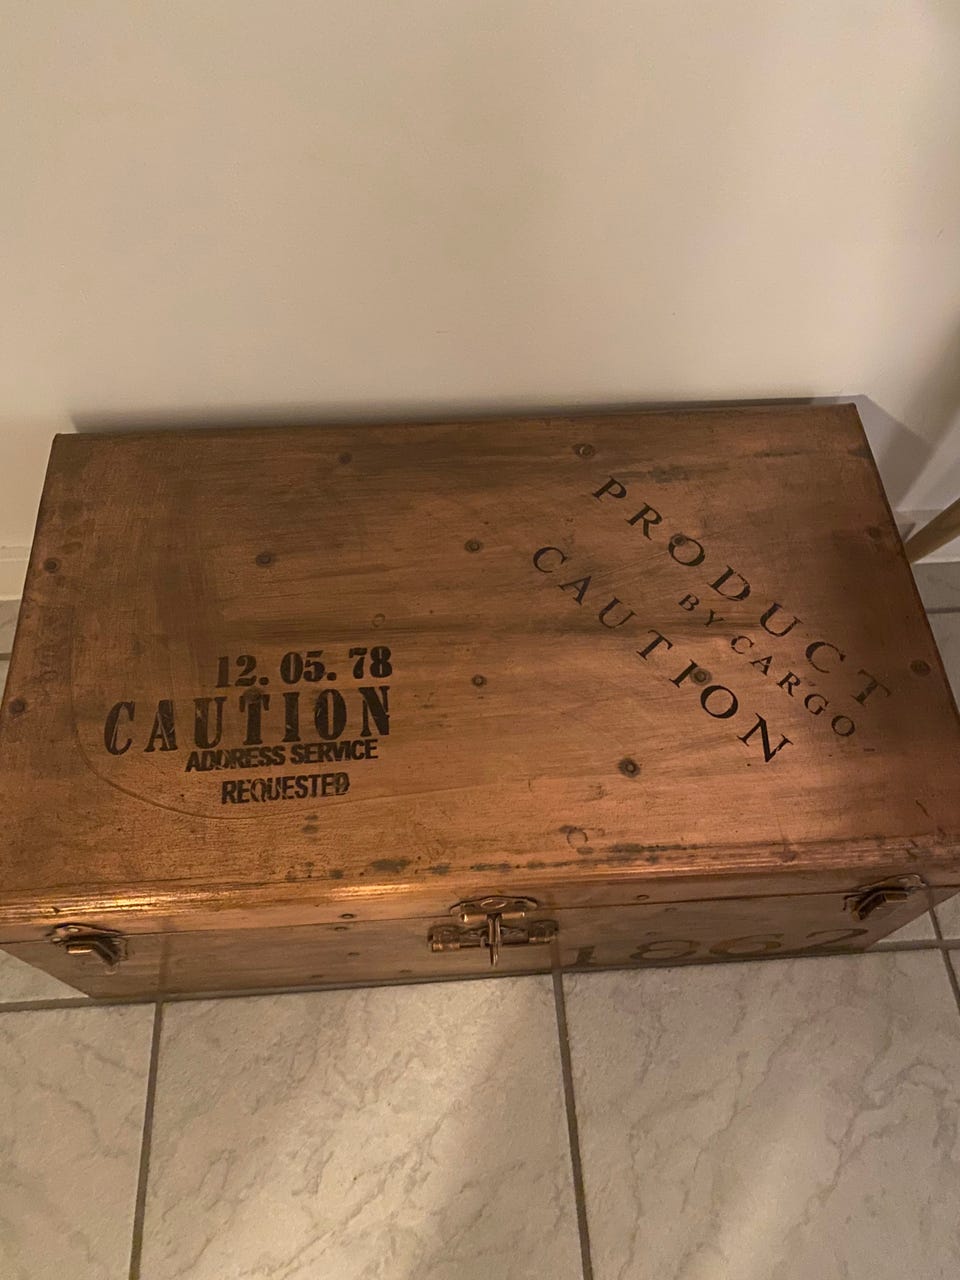 12. 05. 78
CAUTION
ADDRESS SERVICE
REQUESTED
PRODUCT
BY CARGO
CAUTION
1862